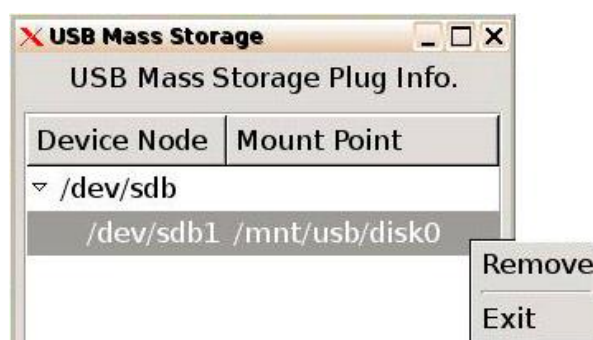 USB Mass Storage
USB Mass Storage Plug Info.
Device Node Mount Point
/dev/sdb
/dev/sdb1 /mnt/usb/disk0
Remove
Exit